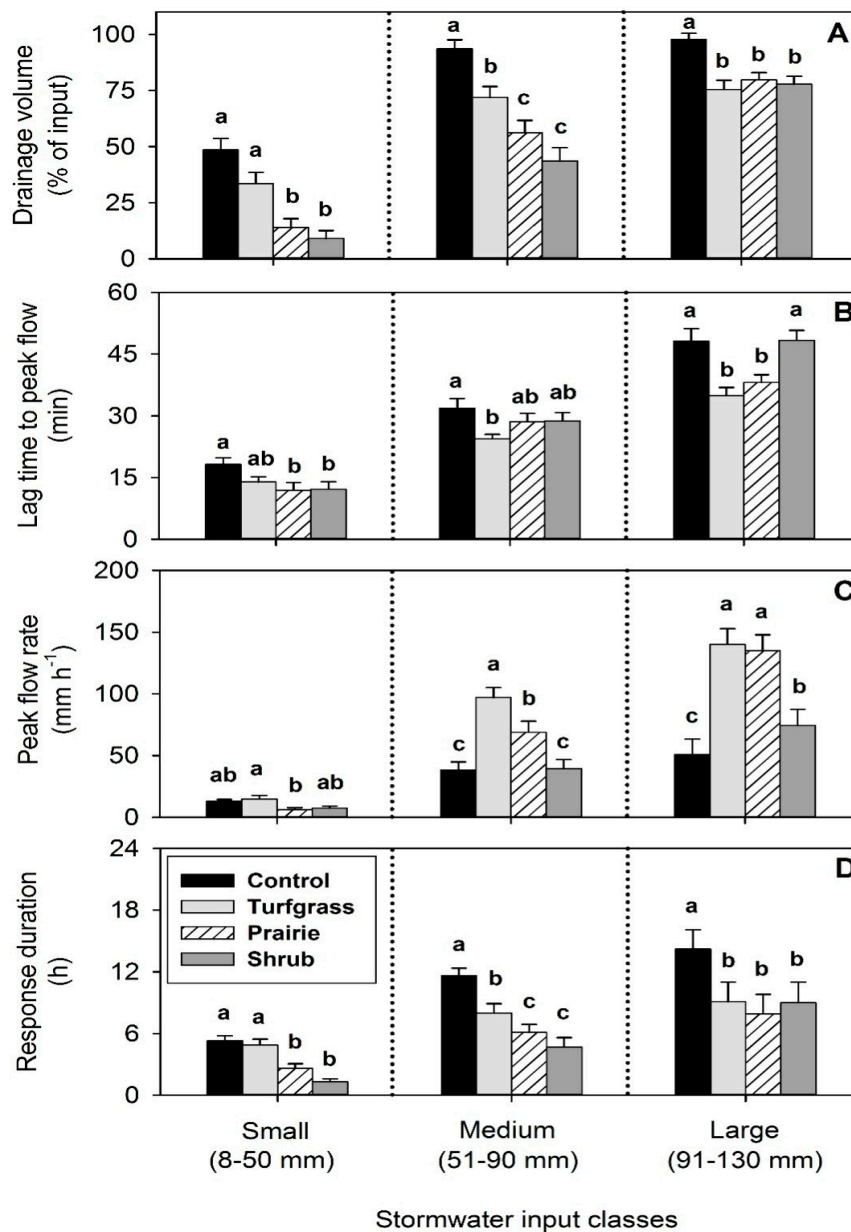 A
Drainage volume
(% of input)
100
75
50
25
0
a a b b
a b c c
a b b b
B
Lag time to peak flow
(min)
60
45
30
15
0
a ab b b
a b ab ab
a b b a
C
Peak flow rate
(mm h-1)
200
150
100
50
0
ab a b ab
c a b c
c a a b
D
Response duration
(h)
24
18
12
6
0
Control
Turfgrass
Prairie
Shrub
a a b b
a b c c
a b b b
Small Medium Large
(8-50 mm) (51-90 mm) (91-130 mm)
Stormwater input classes